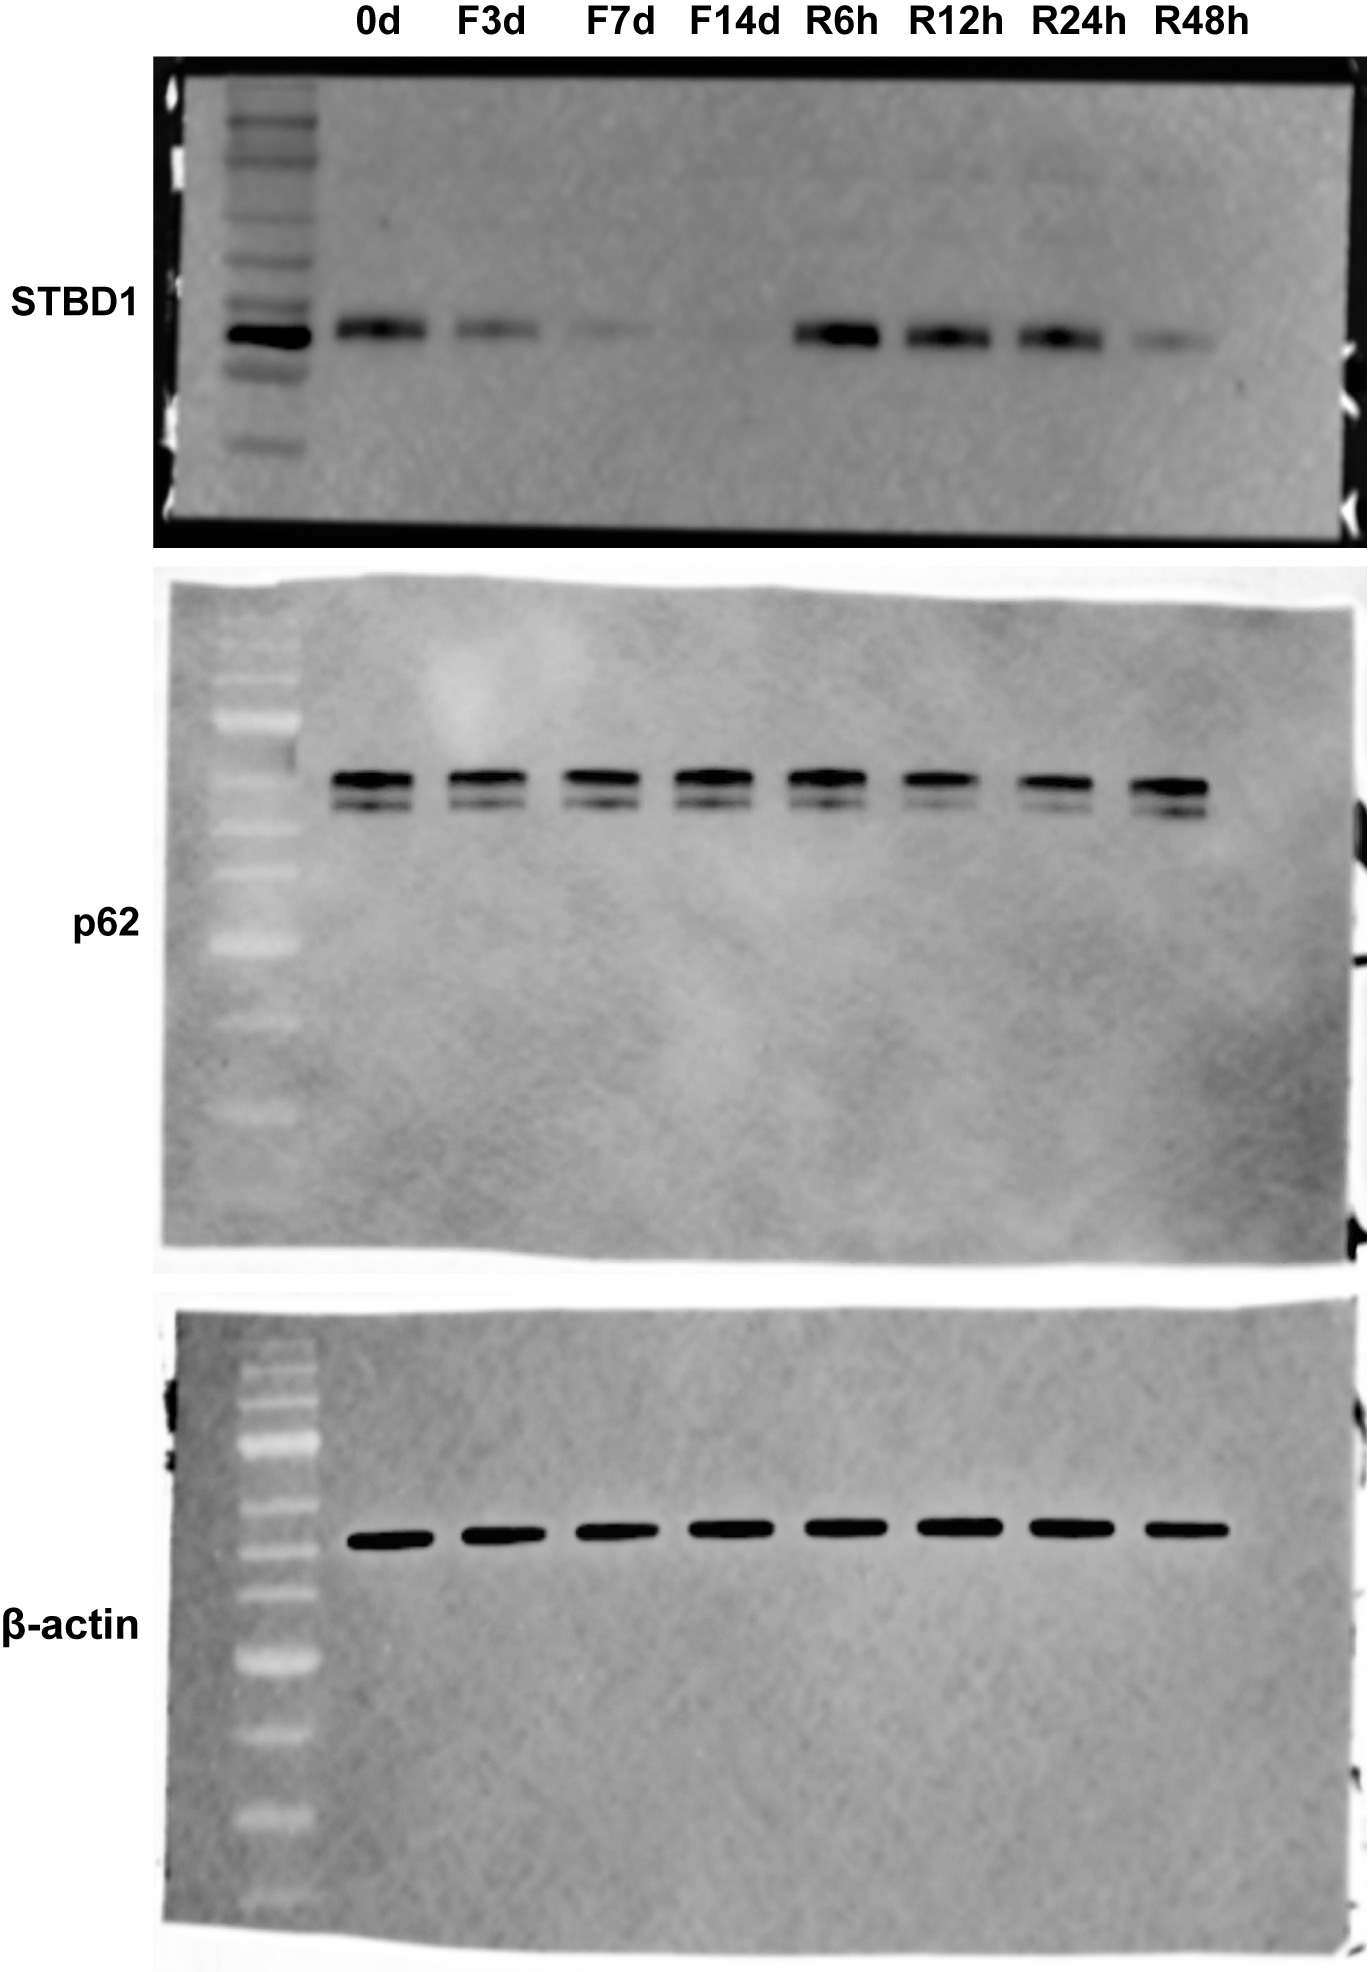 0d F3d F7d F14d R6h R12h R24h R48h
STBD1
p62
β-actin